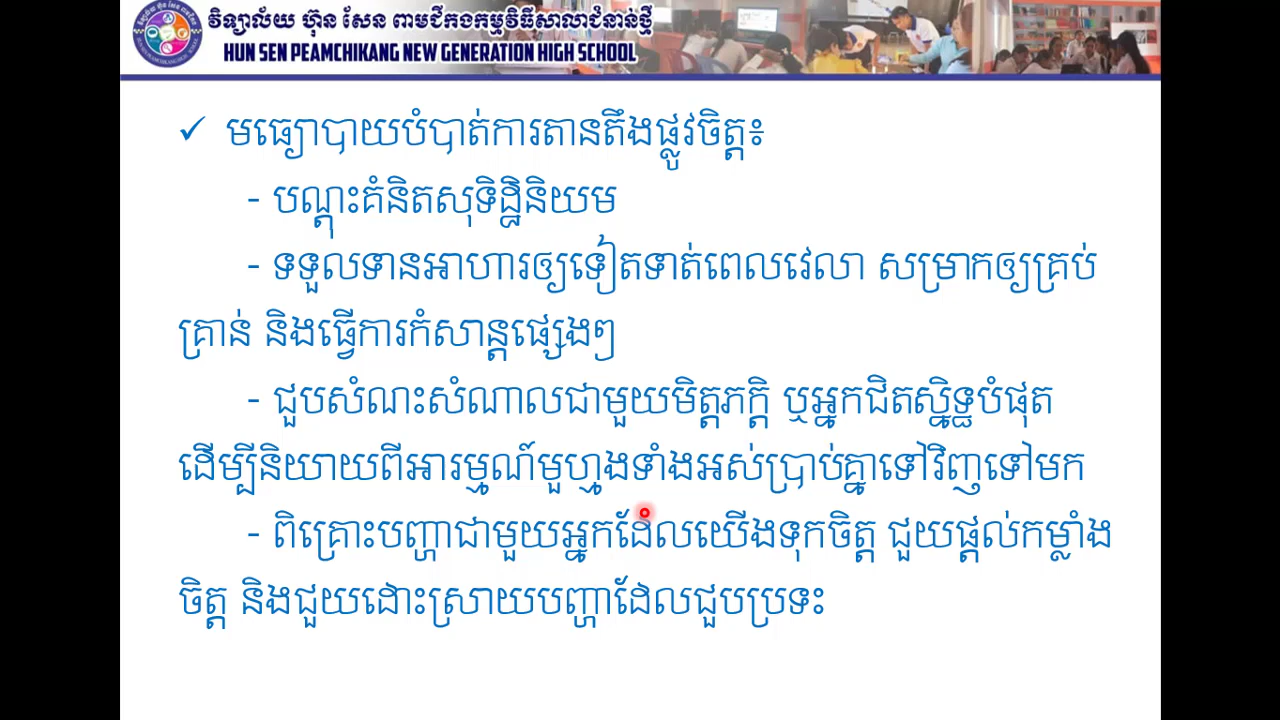 វិទ្យាល័យ ហ៊ុន សែន ពាមជីកងកម្មវិធីសាលាជំនាន់ថ្មី
HUN SEN PEAMCHIKANG NEW GENERATION HIGH SCHOOL
✓ មធ្យោបាយបំបាត់ការតានតឹងផ្លូវចិត្ត៖
- បណ្តុះគំនិតសុទិដ្ឋិនិយម
- ទទួលទានអាហារឲ្យទៀតទាត់ពេលវេលា សម្រាកឲ្យគ្រប់
គ្រាន់ និងធ្វើការកំសាន្តផ្សេងៗ
- ជួបសំណះសំណាលជាមួយមិត្តភក្តិ ឬអ្នកជិតស្និទ្ធបំផុត
ដើម្បីនិយាយពីអារម្មណ៍មួហ្មងទាំងអស់ប្រាប់គ្នាទៅវិញទៅមក
- ពិគ្រោះបញ្ហាជាមួយអ្នកដែលយើងទុកចិត្ត ជួយផ្តល់កម្លាំង
ចិត្ត និងជួយដោះស្រាយបញ្ហាដែលជួបប្រទះ